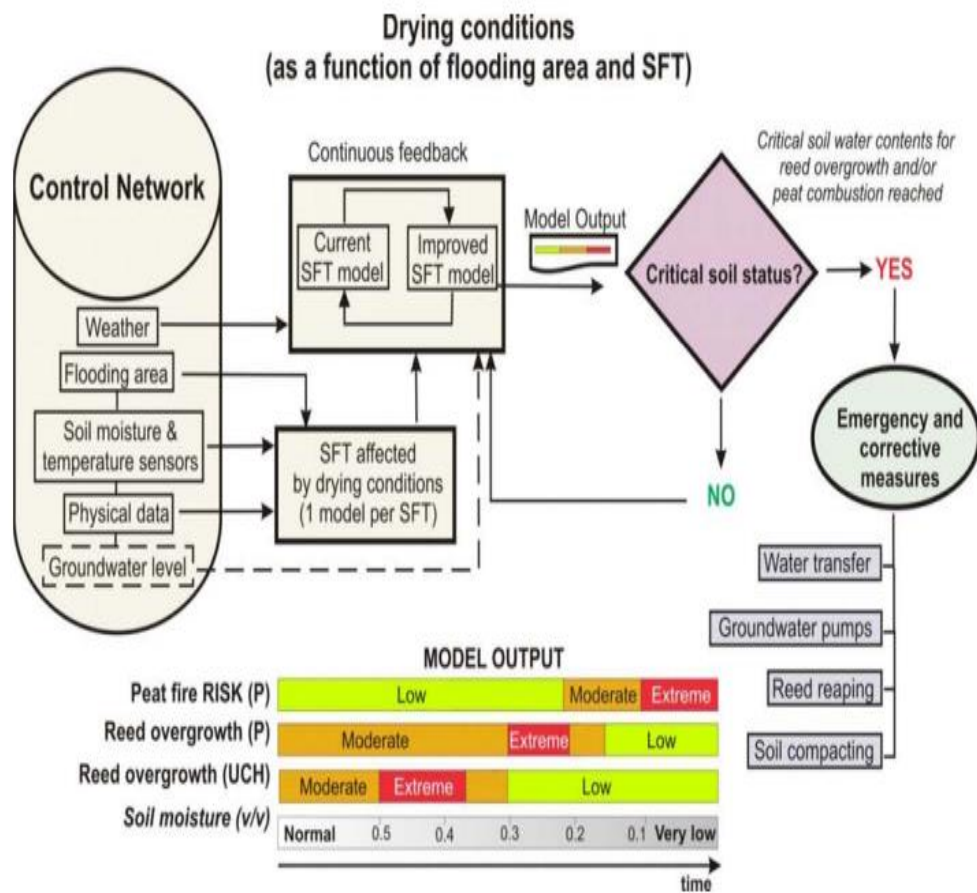 Drying conditions
(as a function of flooding area and SFT)
Control Network
Weather
Flooding area
Soil moisture &
temperature sensors
Physical data
Groundwater level
Continuous feedback
Current
SFT model
Improved
SFT model
SFT affected
by drying conditions
(1 model per SFT)
Model Output
Critical soil status?
Critical soil water contents for
reed overgrowth and/or
peat combustion reached
YES
NO
Emergency and
corrective
measures
Water transfer
Groundwater pumps
Reed reaping
Soil compacting
MODEL OUTPUT
Peat fire RISK (P) Low Moderate Extreme
Reed overgrowth (P) Moderate Extreme Low
Reed overgrowth (UCH) Moderate Extreme Low
Soil moisture (v/v) Normal 0.5 0.4 0.3 0.2 0.1 Very low
time